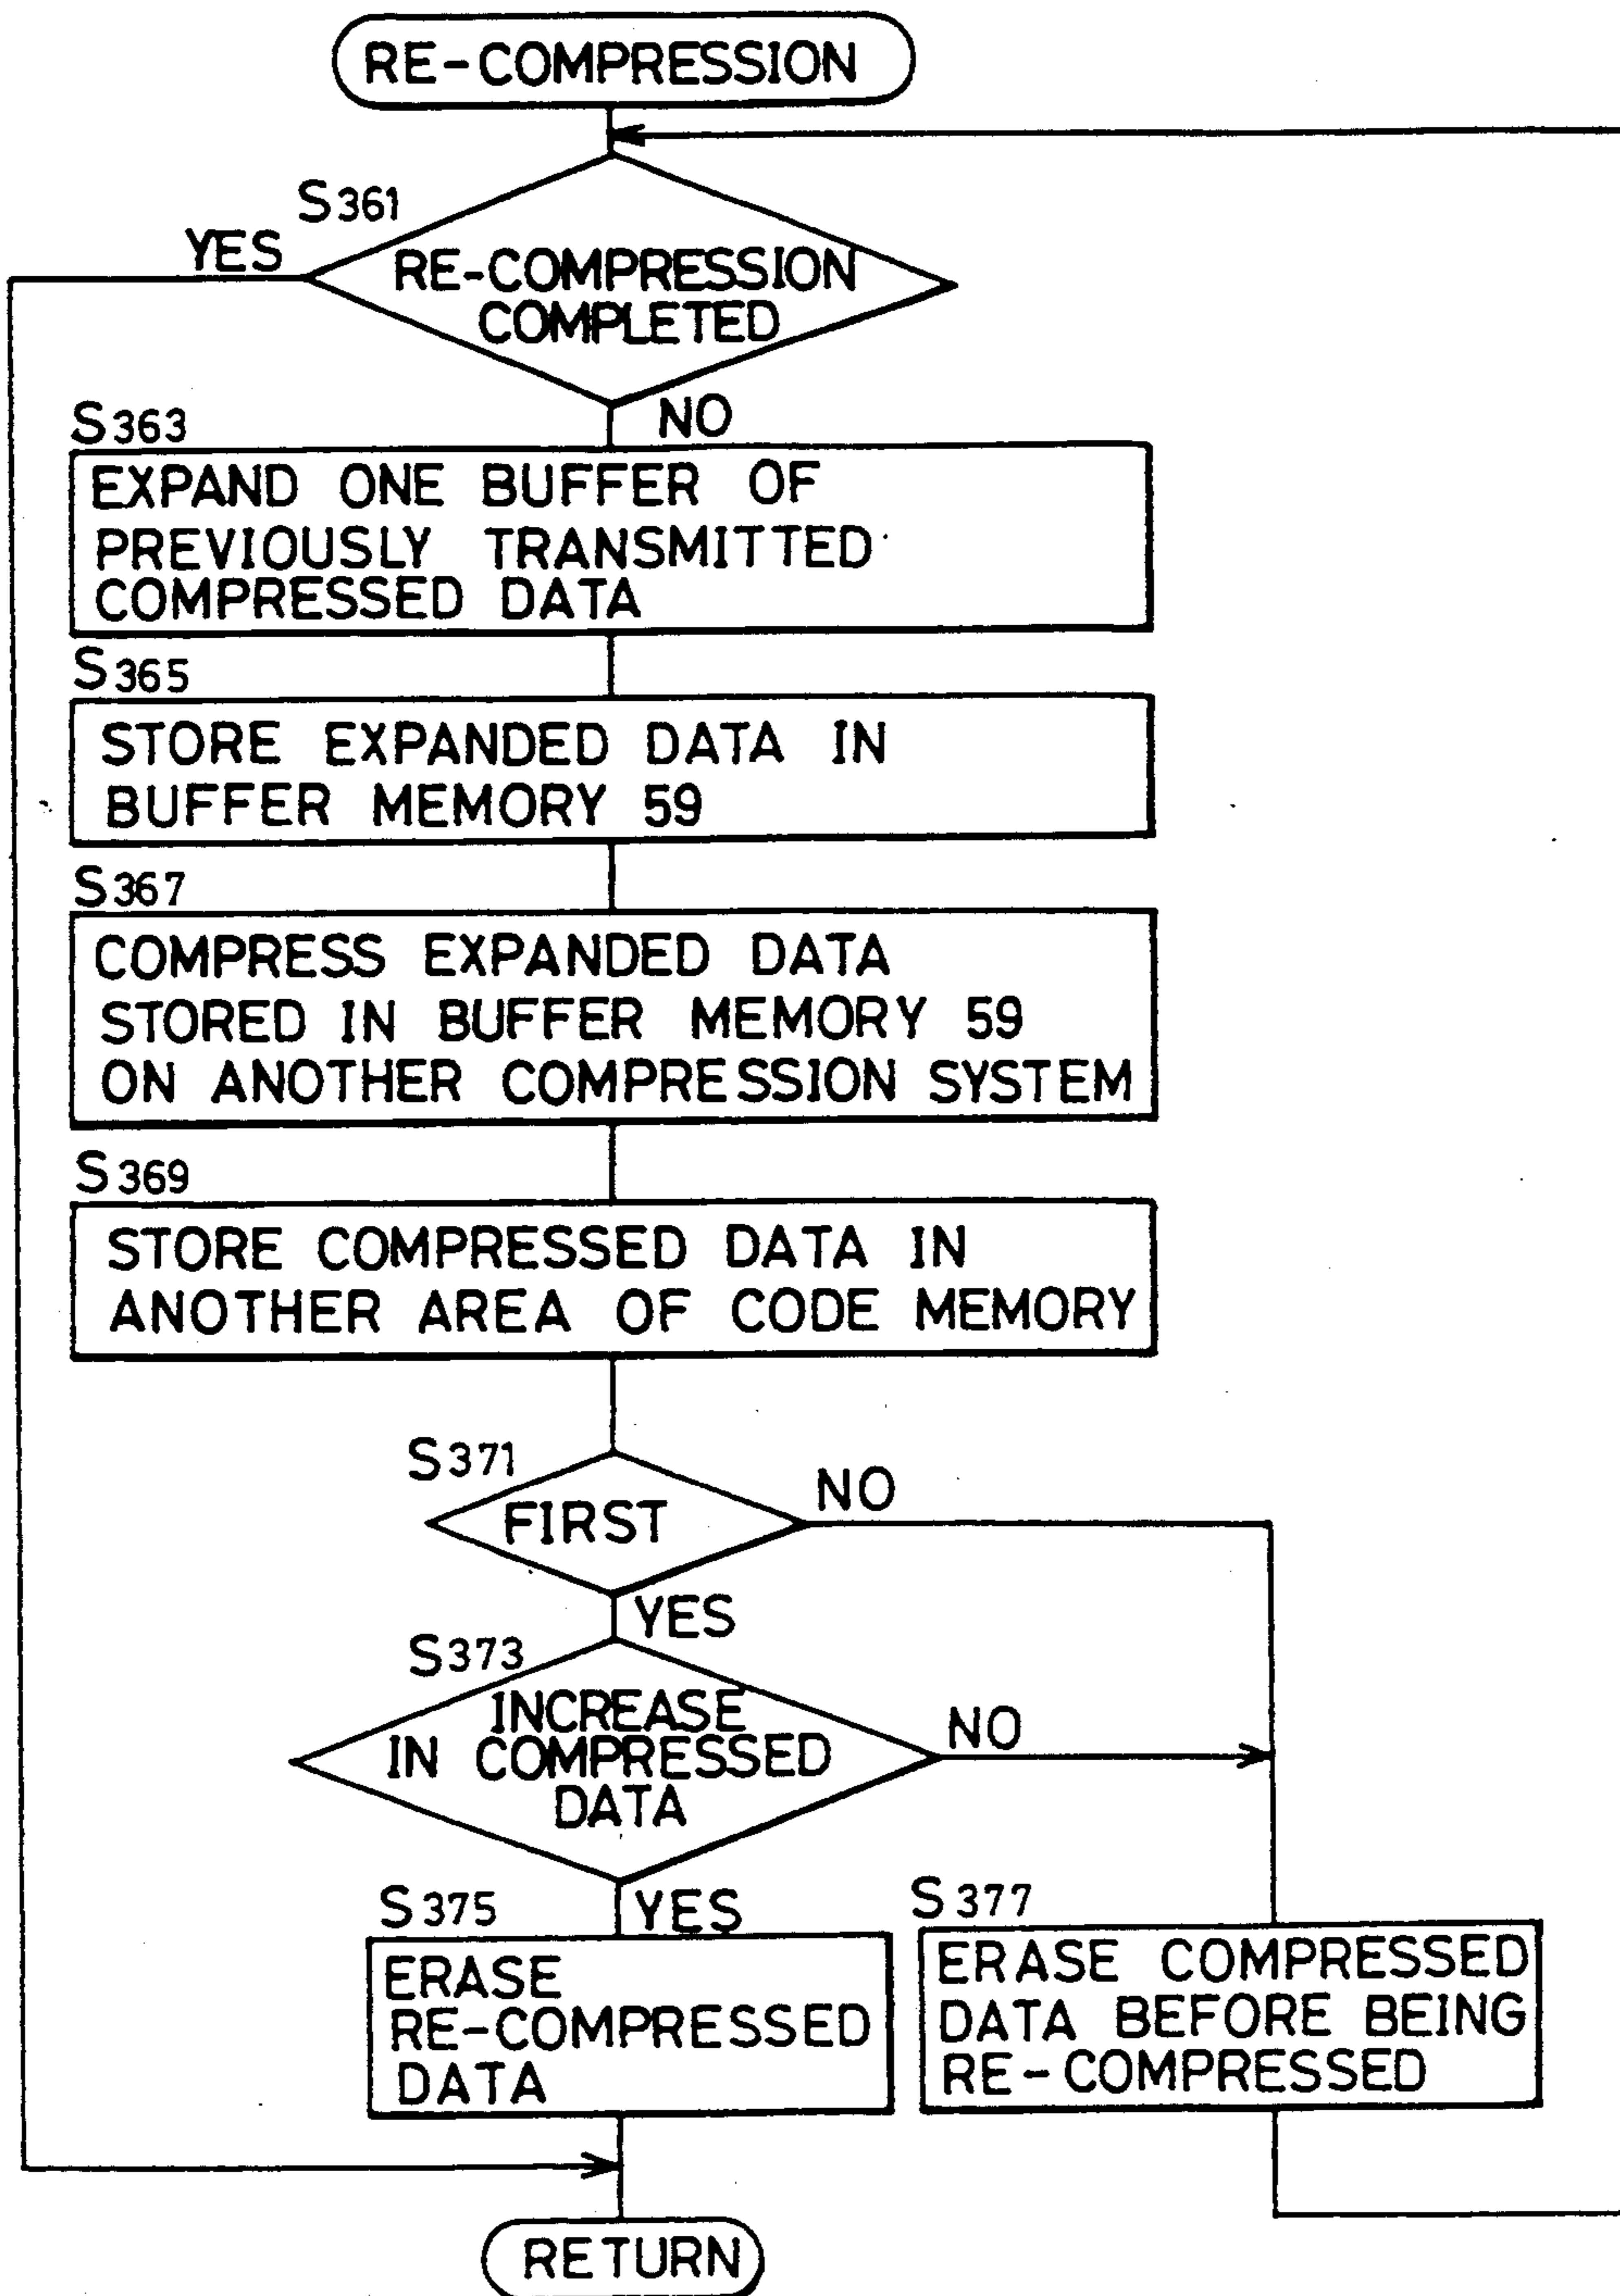 RE-COMPRESSION
S361
YES
RE-COMPRESSION
COMPLETED
NO
S363
EXPAND ONE BUFFER OF
PREVIOUSLY TRANSMITTED
COMPRESSED DATA
S365
STORE EXPANDED DATA IN
BUFFER MEMORY 59
S367
COMPRESS EXPANDED DATA
STORED IN BUFFER MEMORY 59
ON ANOTHER COMPRESSION SYSTEM
S369
STORE COMPRESSED DATA IN
ANOTHER AREA OF CODE MEMORY
S371
FIRST
NO
YES
S373
INCREASE
IN COMPRESSED
DATA
NO
YES
S375
ERASE
RE-COMPRESSED
DATA
S377
ERASE COMPRESSED
DATA BEFORE BEING
RE-COMPRESSED
RETURN